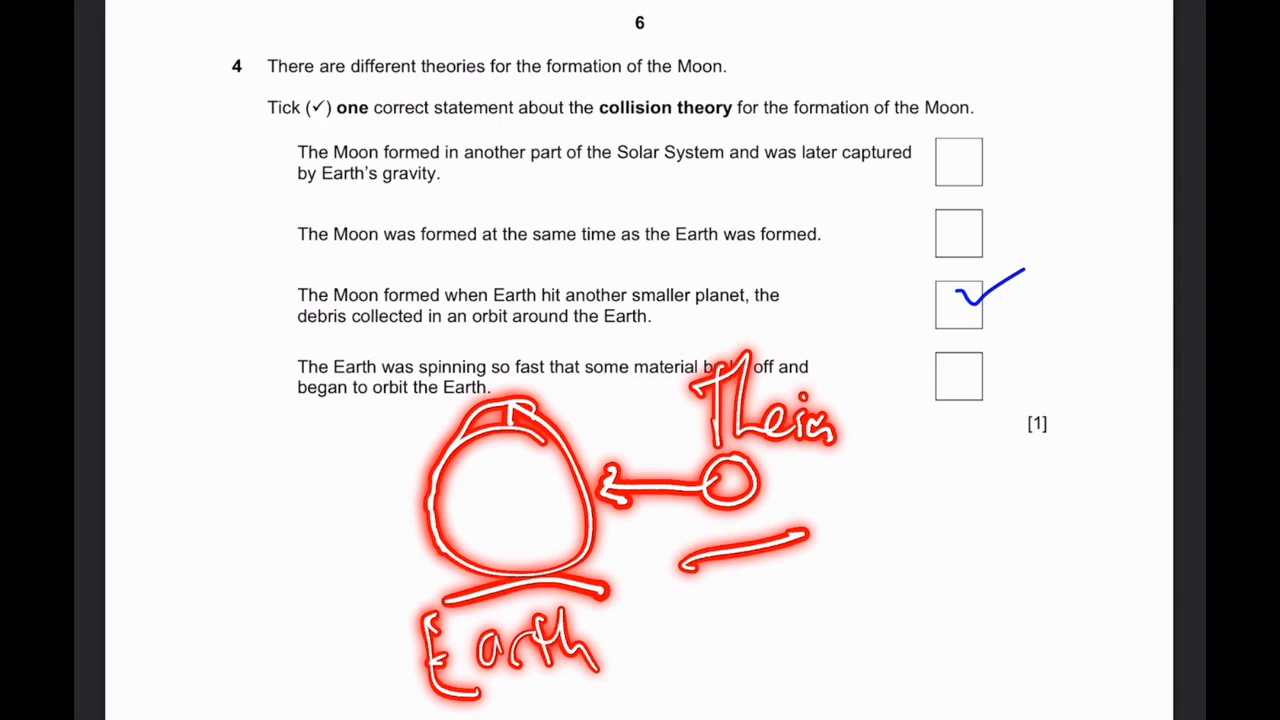 6
4 There are different theories for the formation of the Moon.
Tick (✓) one correct statement about the collision theory for the formation of the Moon.
The Moon formed in another part of the Solar System and was later captured
by Earth's gravity.
The Moon was formed at the same time as the Earth was formed.
The Moon formed when Earth hit another smaller planet, the
debris collected in an orbit around the Earth.
The Earth was spinning so fast that some material off and
began to orbit the Earth.
Theia
[1]
Earth